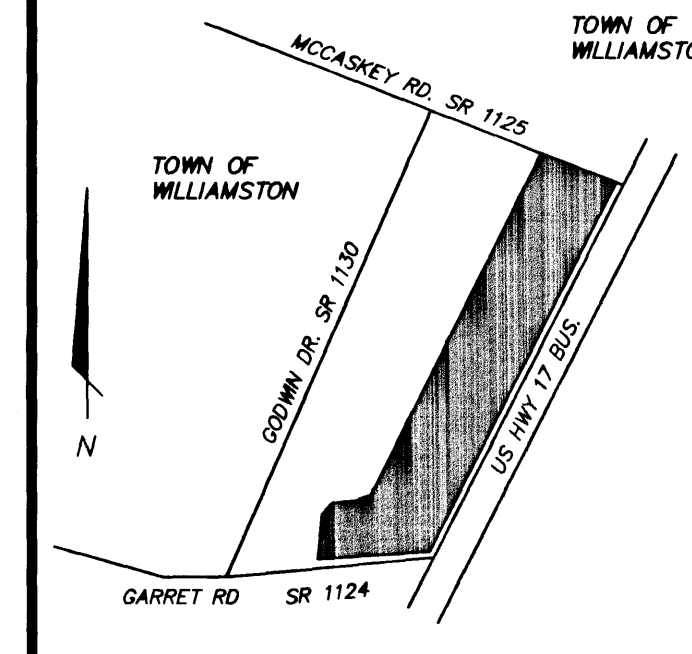 TOWN OF
WILLIAMSTO
MCCASKEY RD. SR 1125
TOWN OF
WILLIAMSTON
GODWIN DR. SR 1130
US HWY 17 BUS.
N
GARRET RD SR 1124